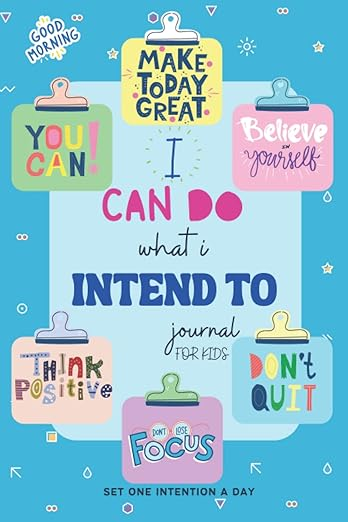 GOOD
MORNING
MAKE
TODAY
GREAT
YOU
CAN!
Believe
IN
yourself
I
CAN DO
what i
INTEND TO
journal
FOR KIDS
THiNK
PositivE
DON't
QUIT
DON'T LOSE
FOCUS
SET ONE INTENTION A DAY